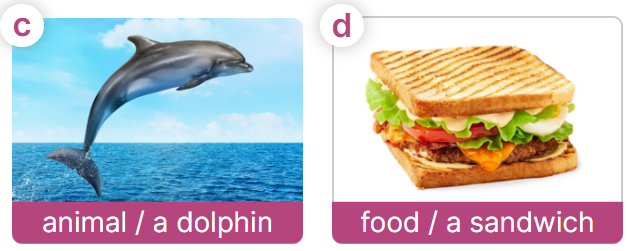 c
animal / a dolphin
d
food / a sandwich